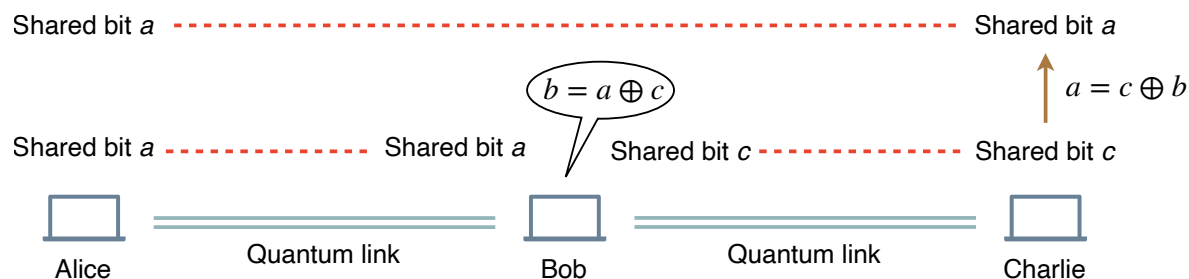 Shared bit a Shared bit a
b = a ⊕ c
a = c ⊕ b
Shared bit a Shared bit a Shared bit c Shared bit c
Quantum link Quantum link
Alice Bob Charlie